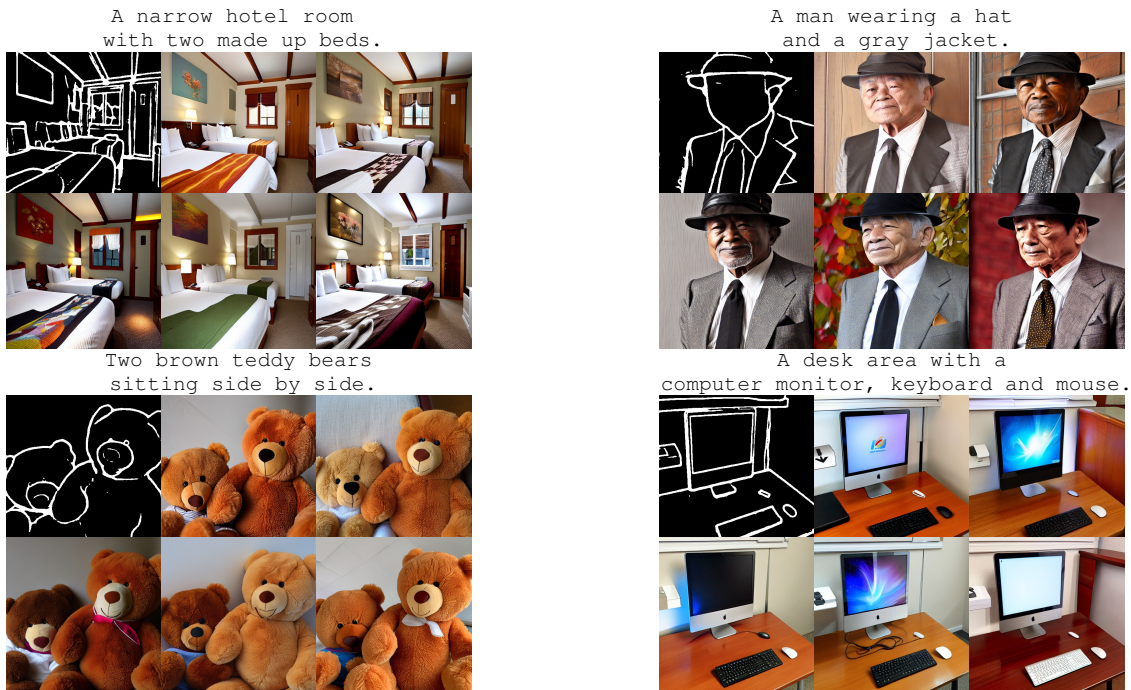 A narrow hotel room
with two made up beds.
A man wearing a hat
and a gray jacket.
Two brown teddy bears
sitting side by side.
A desk area with a
computer monitor, keyboard and mouse.